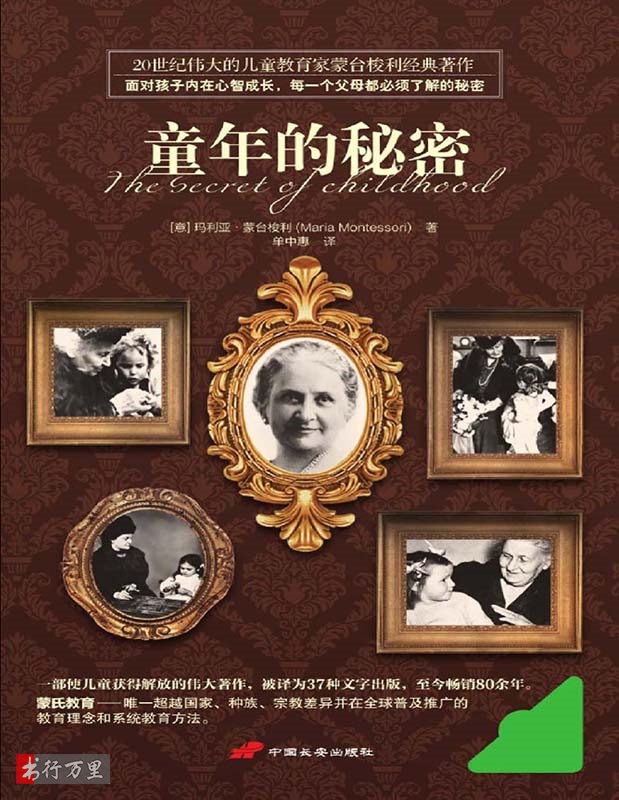 20世纪伟大的儿童教育家蒙台梭利经典著作
面对孩子内在心智成长，每一个父母都必须了解的秘密
童年的秘密
The Secret of childhood
[意] 玛利亚·蒙台梭利 (Maria Montessori) 著
单中惠 译
一部使儿童获得解放的伟大著作，被译为37种文字出版，至今畅销80余年。
蒙氏教育——唯一超越国家、种族、宗教差异并在全球普及推广的
教育理念和系统教育方法。
中国长安出版社
书行万里